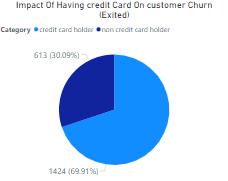 Impact Of Having credit Card On customer Churn
(Exited)
Category credit card holder non credit card holder
613 (30.09%)
1424 (69.91%)